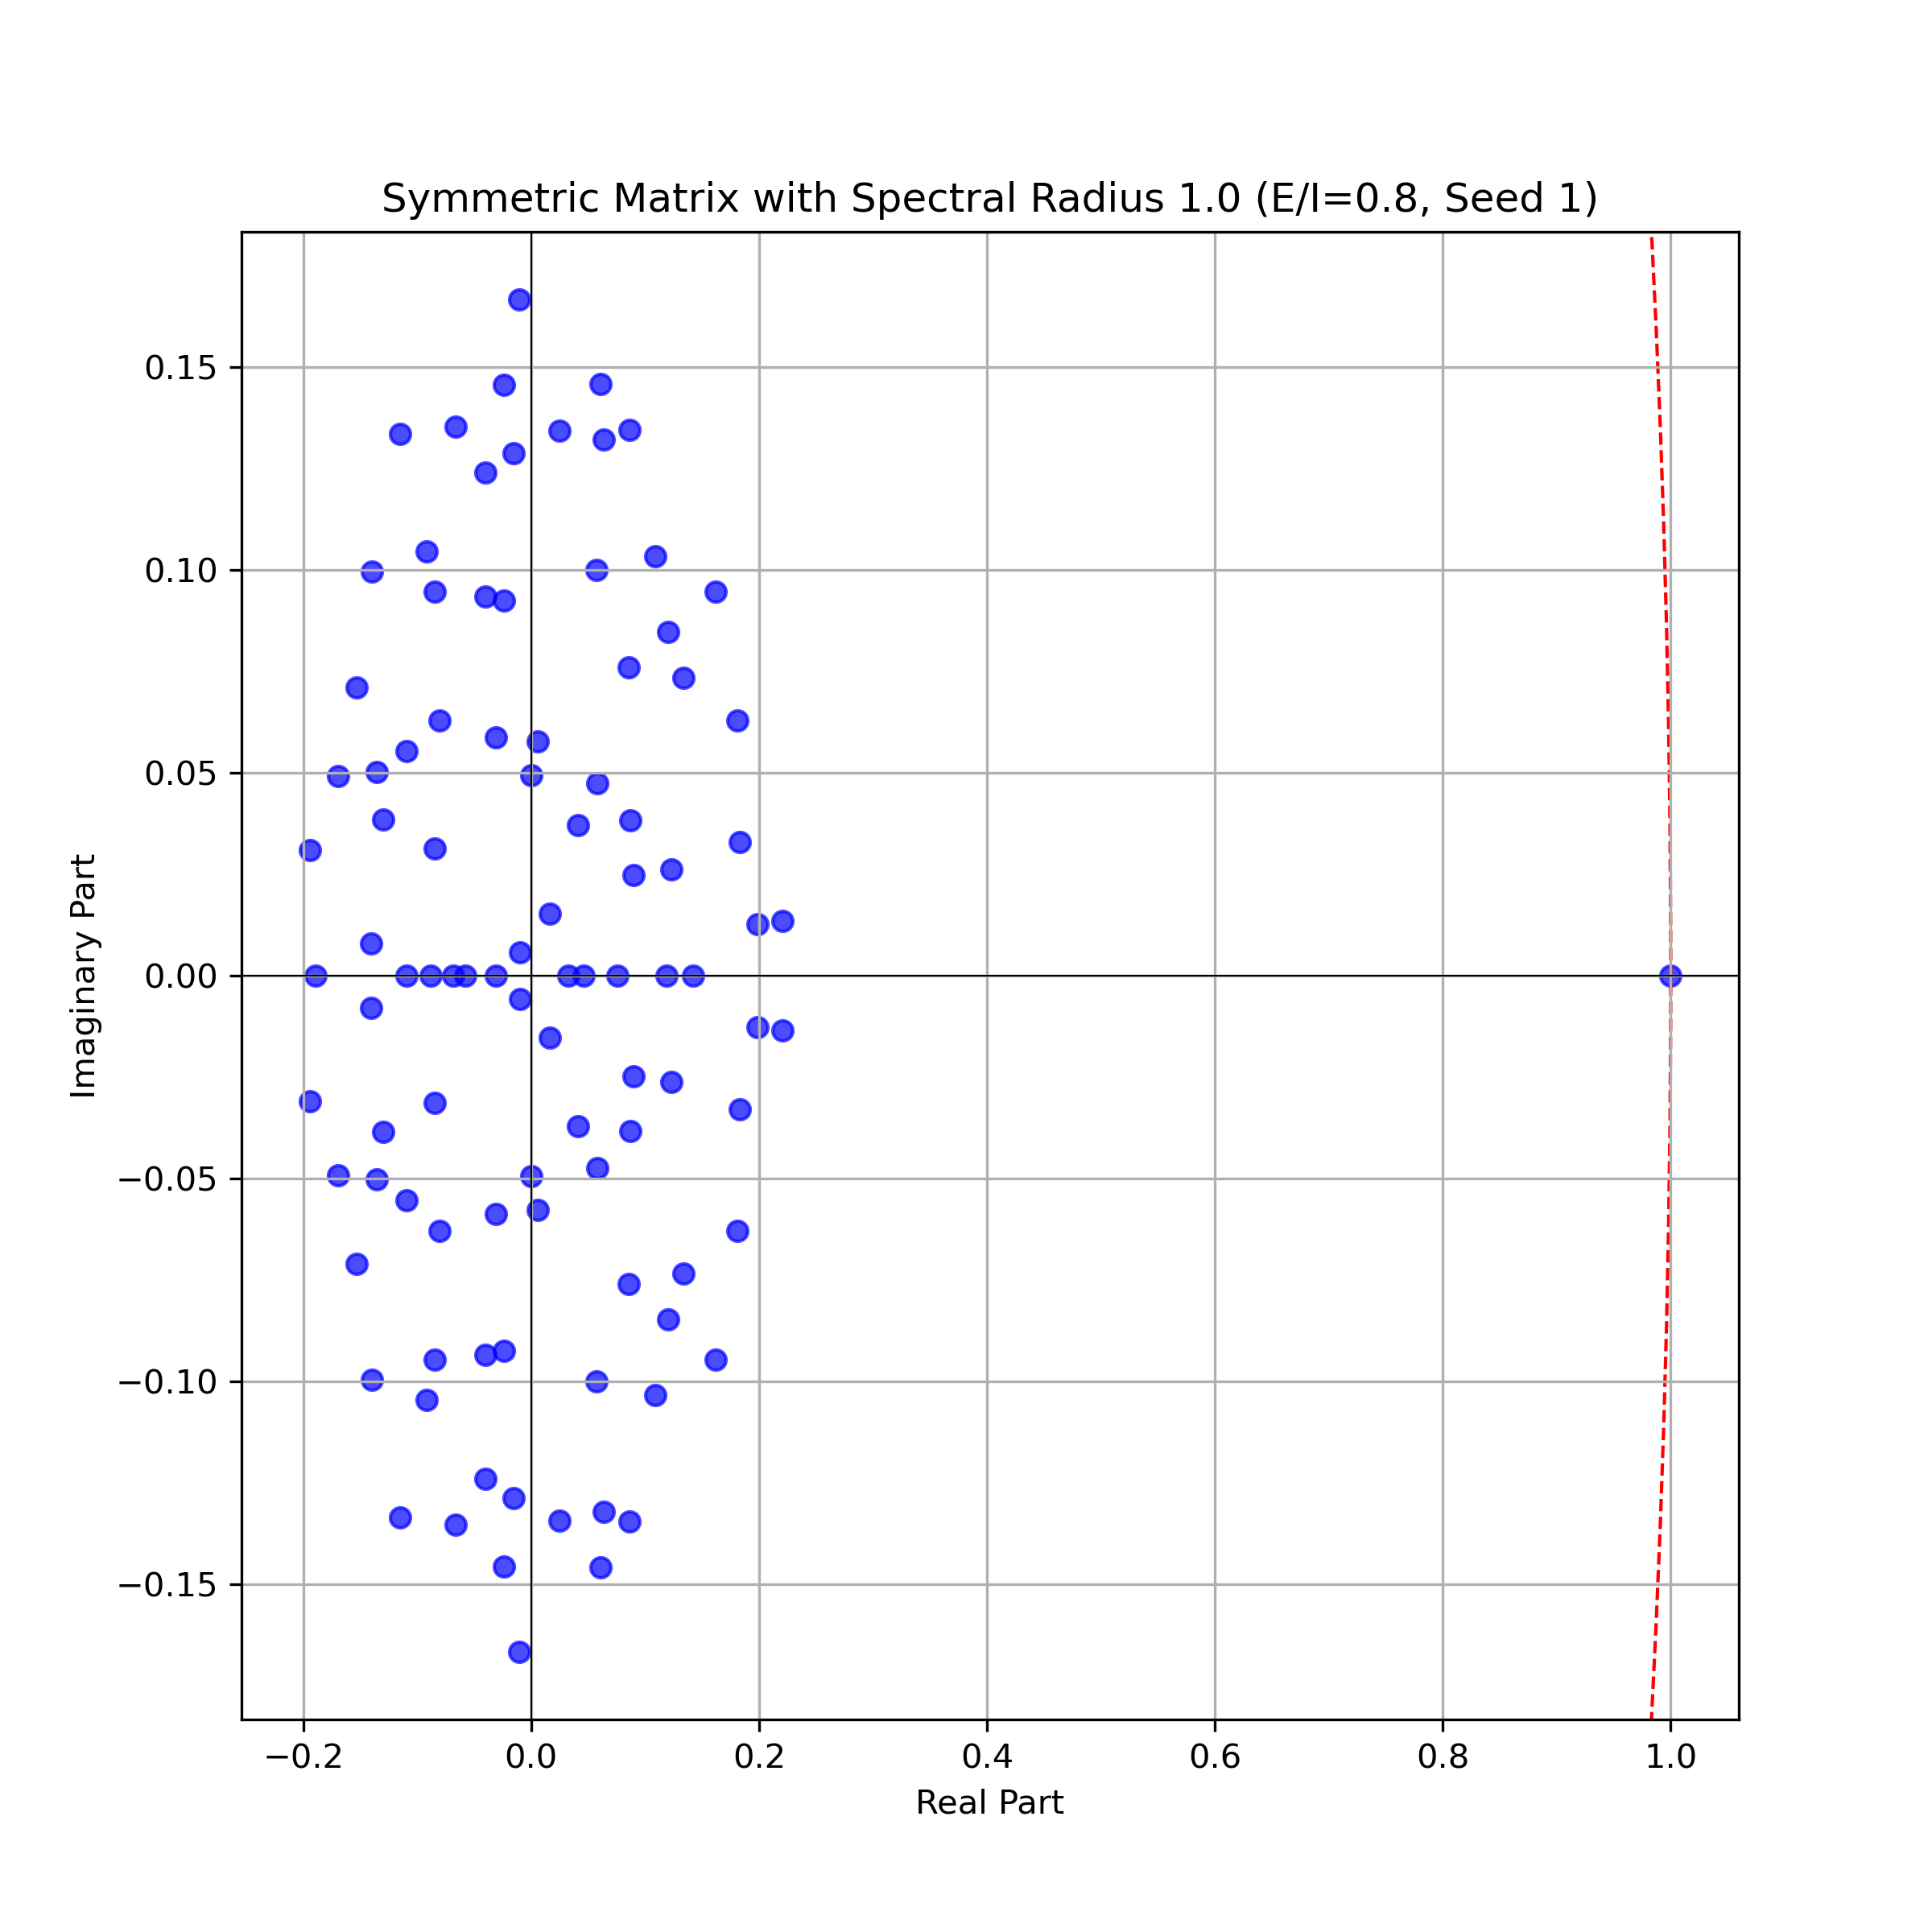 Symmetric Matrix with Spectral Radius 1.0 (E/I=0.8, Seed 1)
0.15
0.10
0.05
0.00
−0.05
−0.10
−0.15
Imaginary Part
−0.2 0.0 0.2 0.4 0.6 0.8 1.0
Real Part